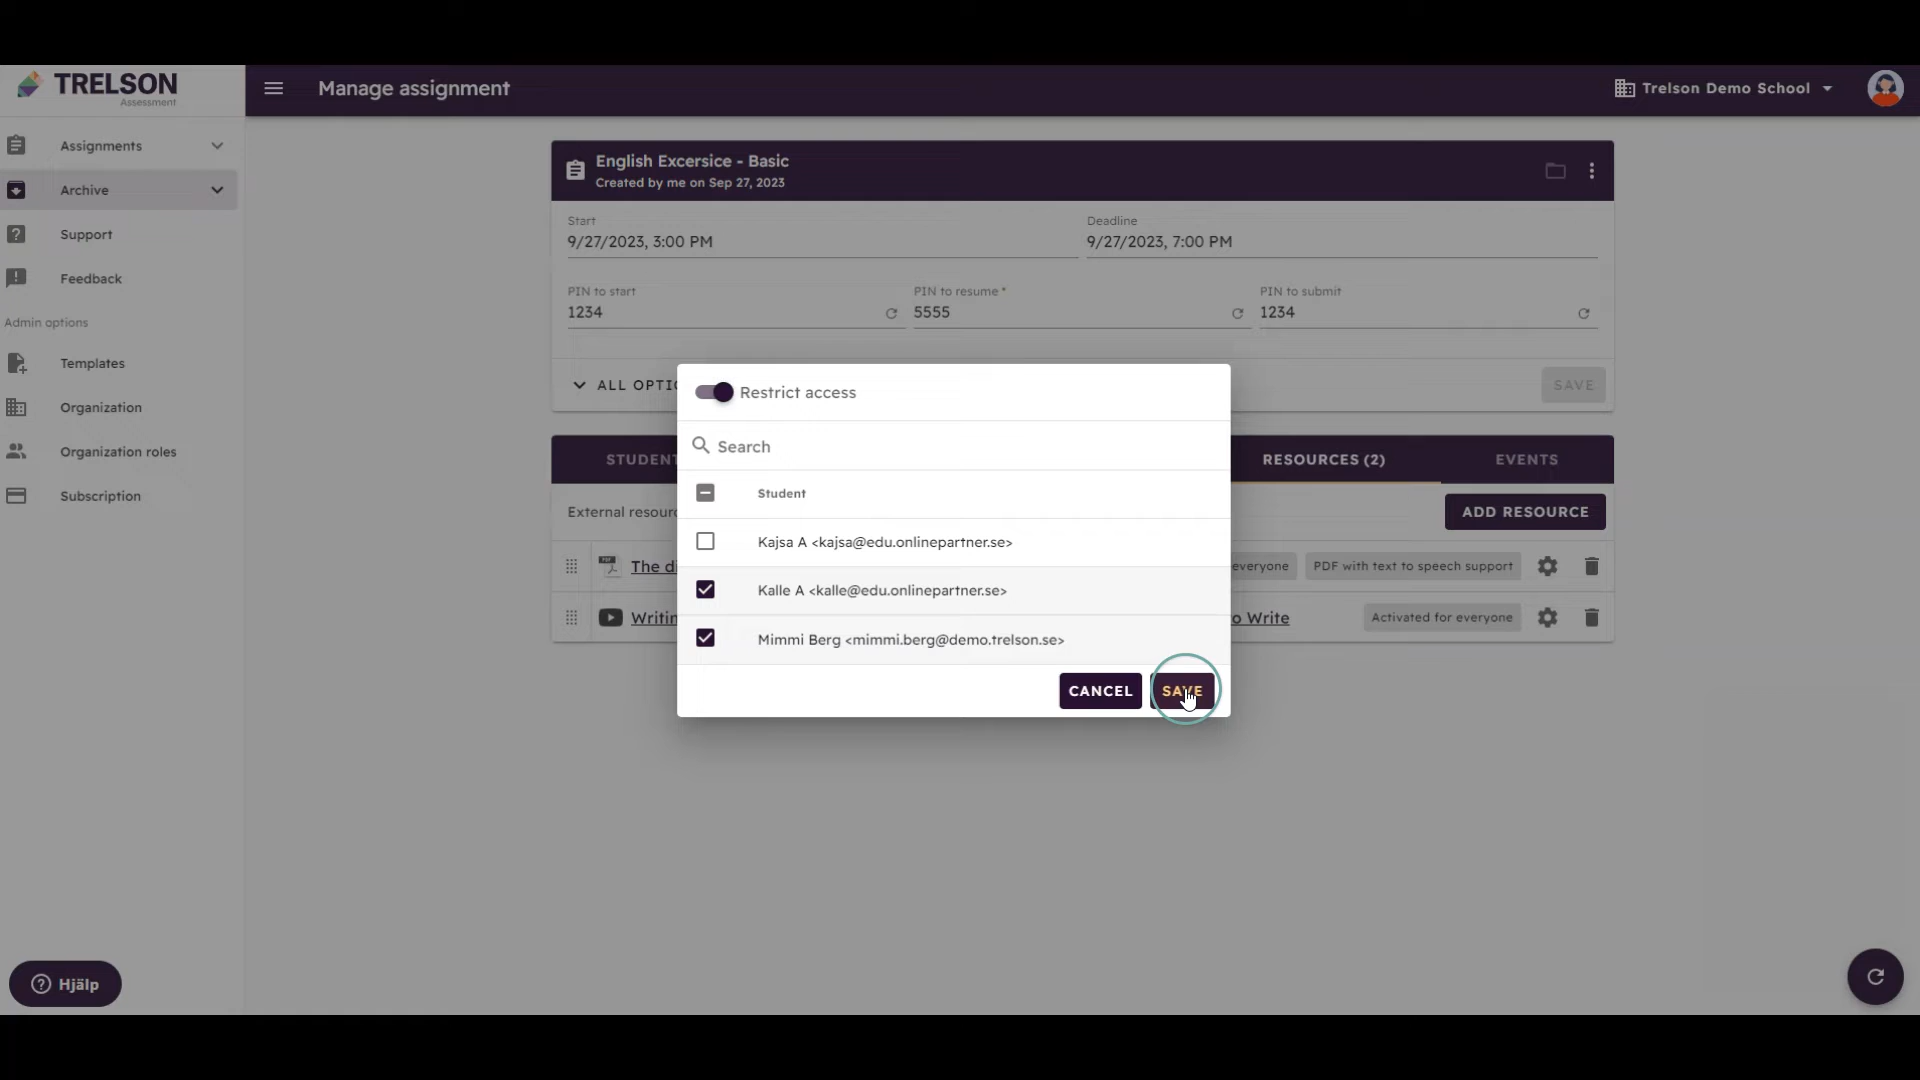 TRELSON
Assessment
Manage assignment
Trelson Demo School
Assignments
Archive
Support
Feedback
Admin options
Templates
Organization
Organization roles
Subscription
English Excersice - Basic
Created by me on Sep 27, 2023
Start
9/27/2023, 3:00 PM
Deadline
9/27/2023, 7:00 PM
PIN to start
1234
PIN to resume *
5555
PIN to submit
1234
ALL OPTI
SAVE
STUDENT
RESOURCES (2)
EVENTS
External resour
ADD RESOURCE
PDF
The d
everyone
PDF with text to speech support
Writin
o Write
Activated for everyone
Restrict access
Search
Student
Kajsa A <kajsa@edu.onlinepartner.se>
Kalle A <kalle@edu.onlinepartner.se>
Mimmi Berg <mimmi.berg@demo.trelson.se>
CANCEL
SAVE
Hjälp